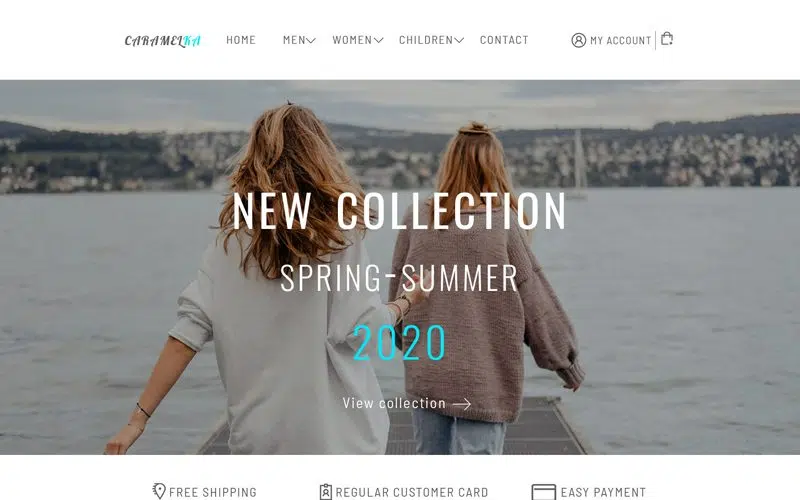 CARAMELKA HOME MEN WOMEN CHILDREN CONTACT MY ACCOUNT
NEW COLLECTION
SPRING-SUMMER
2020
View collection
FREE SHIPPING REGULAR CUSTOMER CARD EASY PAYMENT